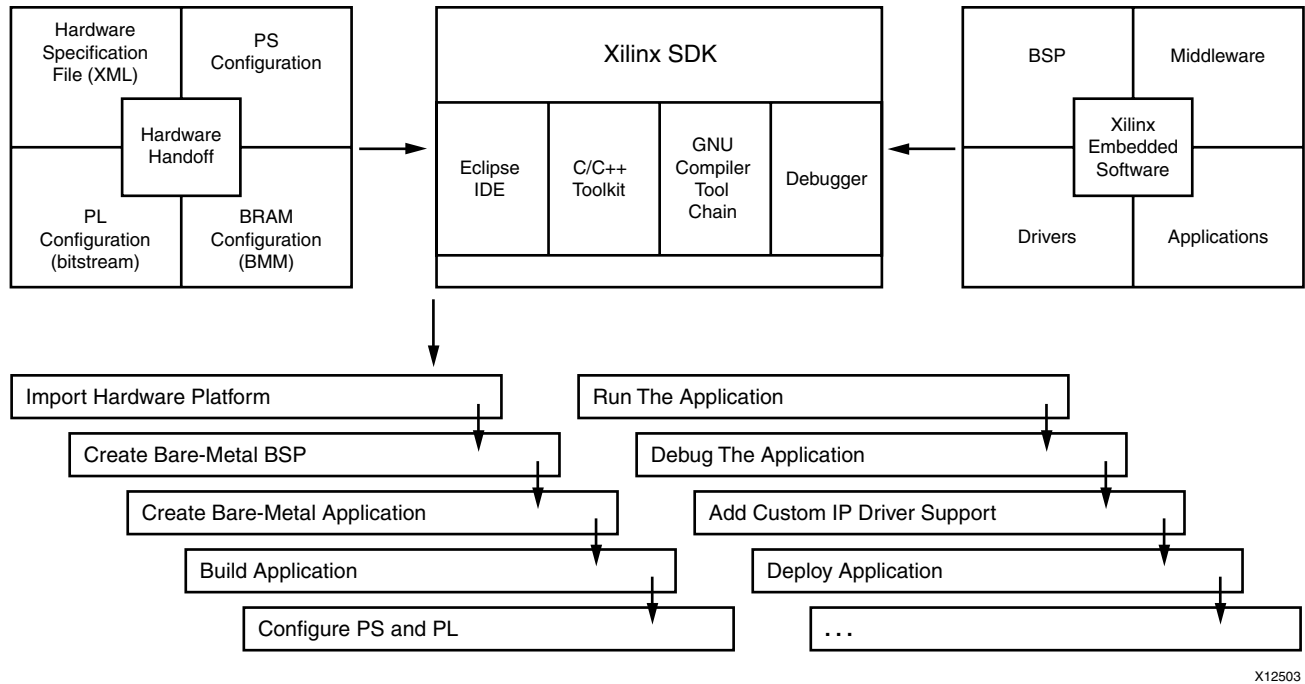 Hardware
Specification
File (XML)
PS
Configuration
Hardware
Handoff
PL
Configuration
(bitstream)
BRAM
Configuration
(BMM)
Xilinx SDK
Eclipse
IDE
C/C++
Toolkit
GNU
Compiler
Tool
Chain
Debugger
BSP
Middleware
Xilinx
Embedded
Software
Drivers
Applications
Import Hardware Platform
Create Bare-Metal BSP
Create Bare-Metal Application
Build Application
Configure PS and PL
Run The Application
Debug The Application
Add Custom IP Driver Support
Deploy Application
...
X12503